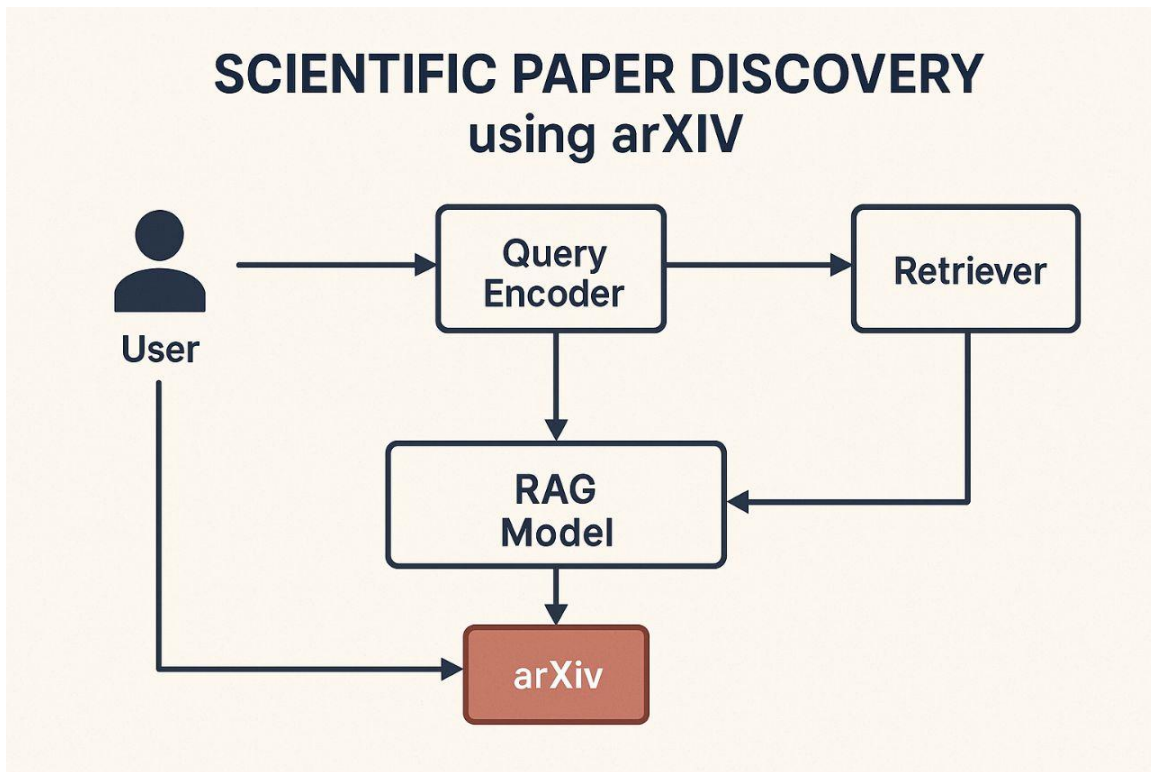 SCIENTIFIC PAPER DISCOVERY
using arXIV
Query
Encoder
Retriever
User
RAG
Model
arXiv